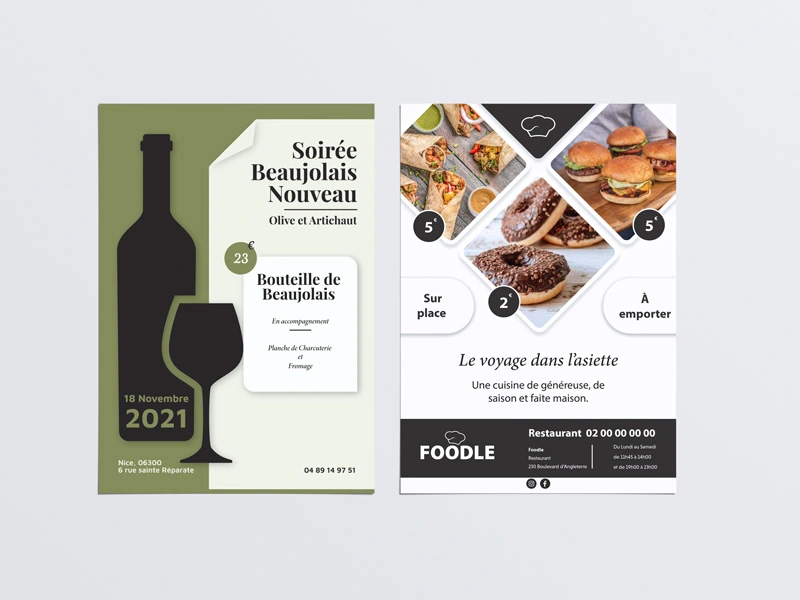 Soirée
Beaujolais
Nouveau
Olive et Artichaut
23 €
Bouteille de
Beaujolais
En accompagnement
Planche de Charcuterie
et
Fromage
18 Novembre
2021
Nice, 06300
6 rue sainte Réparate
04 89 14 97 51
5€
5€
2€
Sur
place
À
emporter
Le voyage dans l'asiette
Une cuisine de généreuse, de
saison et faite maison.
FOODLE
Restaurant 02 00 00 00 00
Foodle
Restaurant
230 Boulevard d'Angleterre
Du Lundi au Samedi
de 11h45 à 14h00
et de 19h00 à 23h00